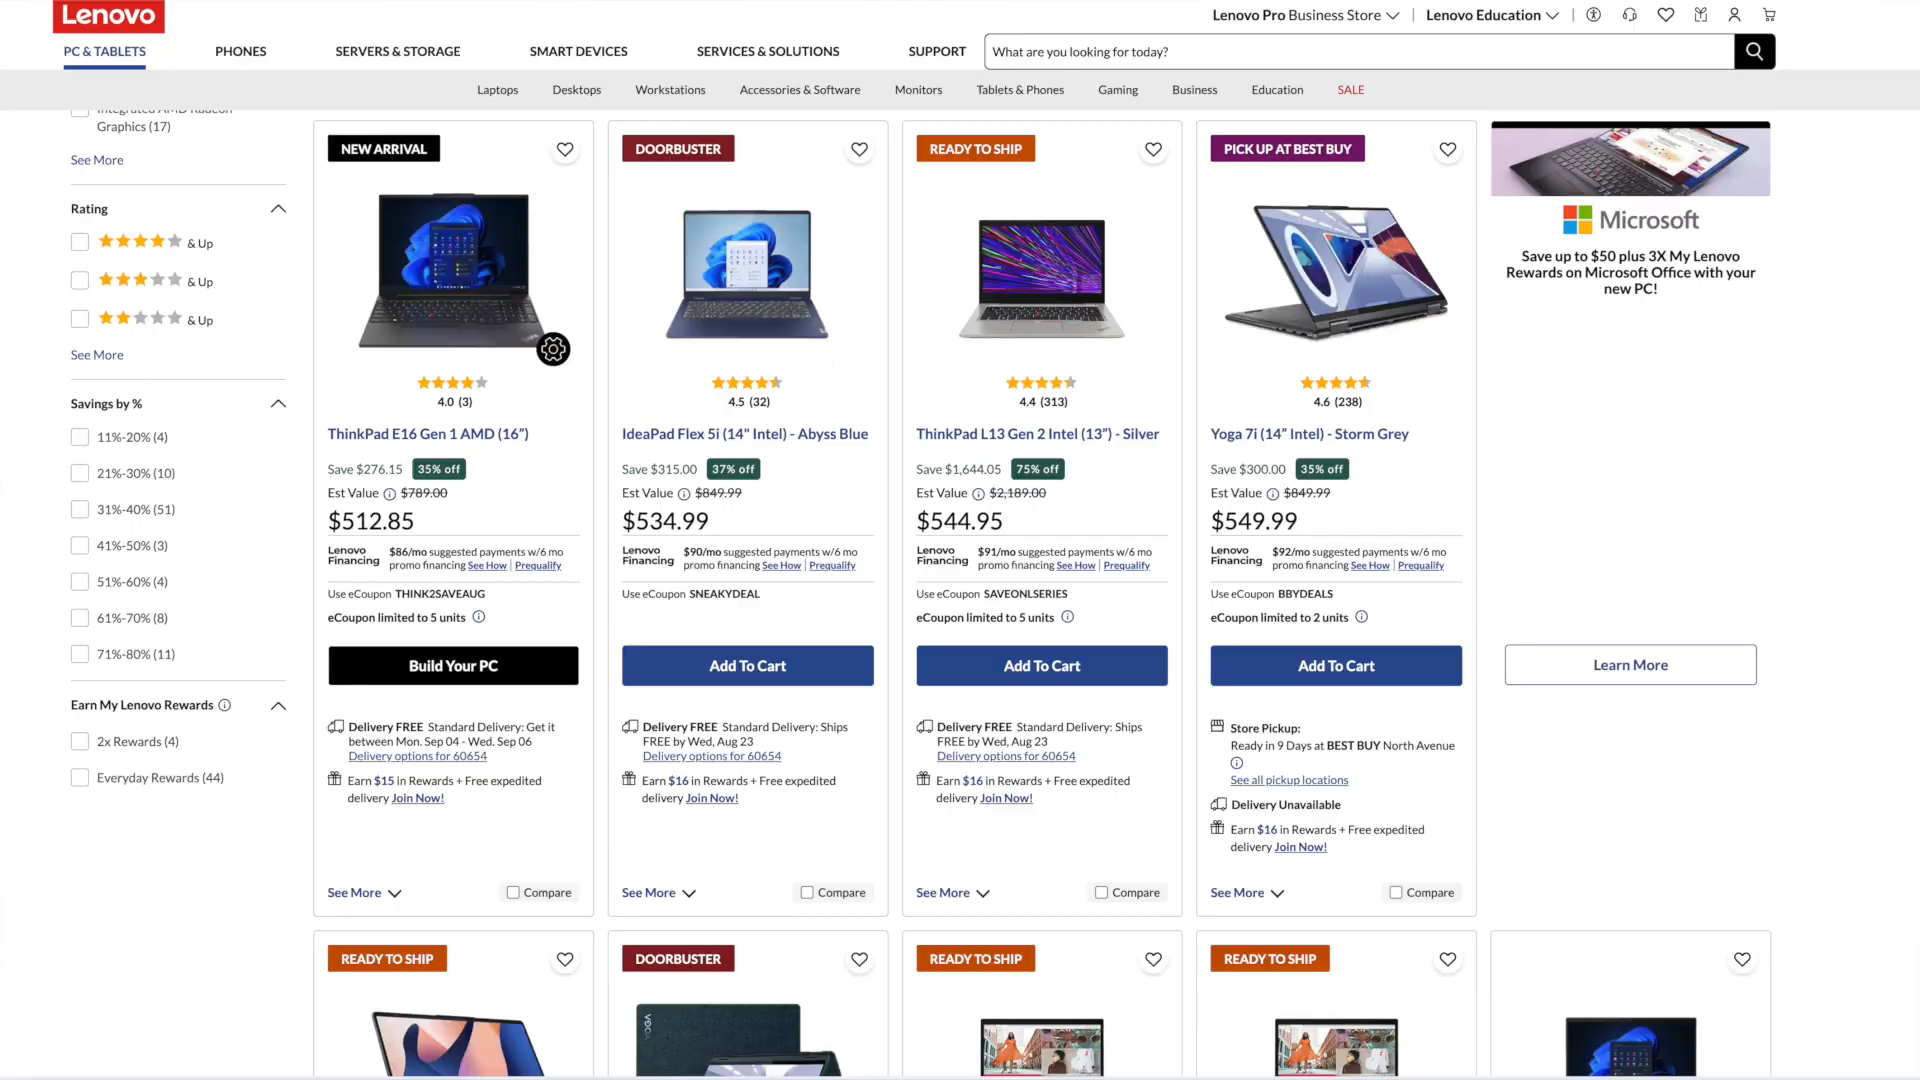 Lenovo
Lenovo Pro Business Store
Lenovo Education
PC & TABLETS
PHONES
SERVERS & STORAGE
SMART DEVICES
SERVICES & SOLUTIONS
SUPPORT
What are you looking for today?
Laptops
Desktops
Workstations
Accessories & Software
Monitors
Tablets & Phones
Gaming
Business
Education
SALE
Integrated AMD Radeon
Graphics (17)
See More
Rating
& Up
& Up
& Up
See More
Savings by %
11%-20% (4)
21%-30% (10)
31%-40% (51)
41%-50% (3)
51%-60% (4)
61%-70% (8)
71%-80% (11)
Earn My Lenovo Rewards
2x Rewards (4)
Everyday Rewards (44)
NEW ARRIVAL
4.0 (3)
ThinkPad E16 Gen 1 AMD (16”)
Save $276.15 35% off
Est Value $789.00
$512.85
Lenovo Financing
$86/mo suggested payments w/6 mo
promo financing See How | Prequalify
Use eCoupon THINK2SAVEAUG
eCoupon limited to 5 units
Build Your PC
Delivery FREE Standard Delivery: Get it
between Mon. Sep 04 - Wed. Sep 06
Delivery options for 60654
Earn $15 in Rewards + Free expedited
delivery Join Now!
See More
Compare
DOORBUSTER
4.5 (32)
IdeaPad Flex 5i (14" Intel) - Abyss Blue
Save $315.00 37% off
Est Value $849.99
$534.99
Lenovo Financing
$90/mo suggested payments w/6 mo
promo financing See How | Prequalify
Use eCoupon SNEAKYDEAL
Add To Cart
Delivery FREE Standard Delivery: Ships
FREE by Wed, Aug 23
Delivery options for 60654
Earn $16 in Rewards + Free expedited
delivery Join Now!
See More
Compare
READY TO SHIP
4.4 (313)
ThinkPad L13 Gen 2 Intel (13”) - Silver
Save $1,644.05 75% off
Est Value $2,189.00
$544.95
Lenovo Financing
$91/mo suggested payments w/6 mo
promo financing See How | Prequalify
Use eCoupon SAVEONLSERIES
eCoupon limited to 5 units
Add To Cart
Delivery FREE Standard Delivery: Ships
FREE by Wed, Aug 23
Delivery options for 60654
Earn $16 in Rewards + Free expedited
delivery Join Now!
See More
Compare
PICK UP AT BEST BUY
4.6 (238)
Yoga 7i (14” Intel) - Storm Grey
Save $300.00 35% off
Est Value $849.99
$549.99
Lenovo Financing
$92/mo suggested payments w/6 mo
promo financing See How | Prequalify
Use eCoupon BBYDEALS
eCoupon limited to 2 units
Add To Cart
Store Pickup:
Ready in 9 Days at BEST BUY North Avenue
See all pickup locations
Delivery Unavailable
Earn $16 in Rewards + Free expedited
delivery Join Now!
See More
Compare
Microsoft
Save up to $50 plus 3X My Lenovo
Rewards on Microsoft Office with your
new PC!
Learn More
READY TO SHIP
DOORBUSTER
READY TO SHIP
READY TO SHIP